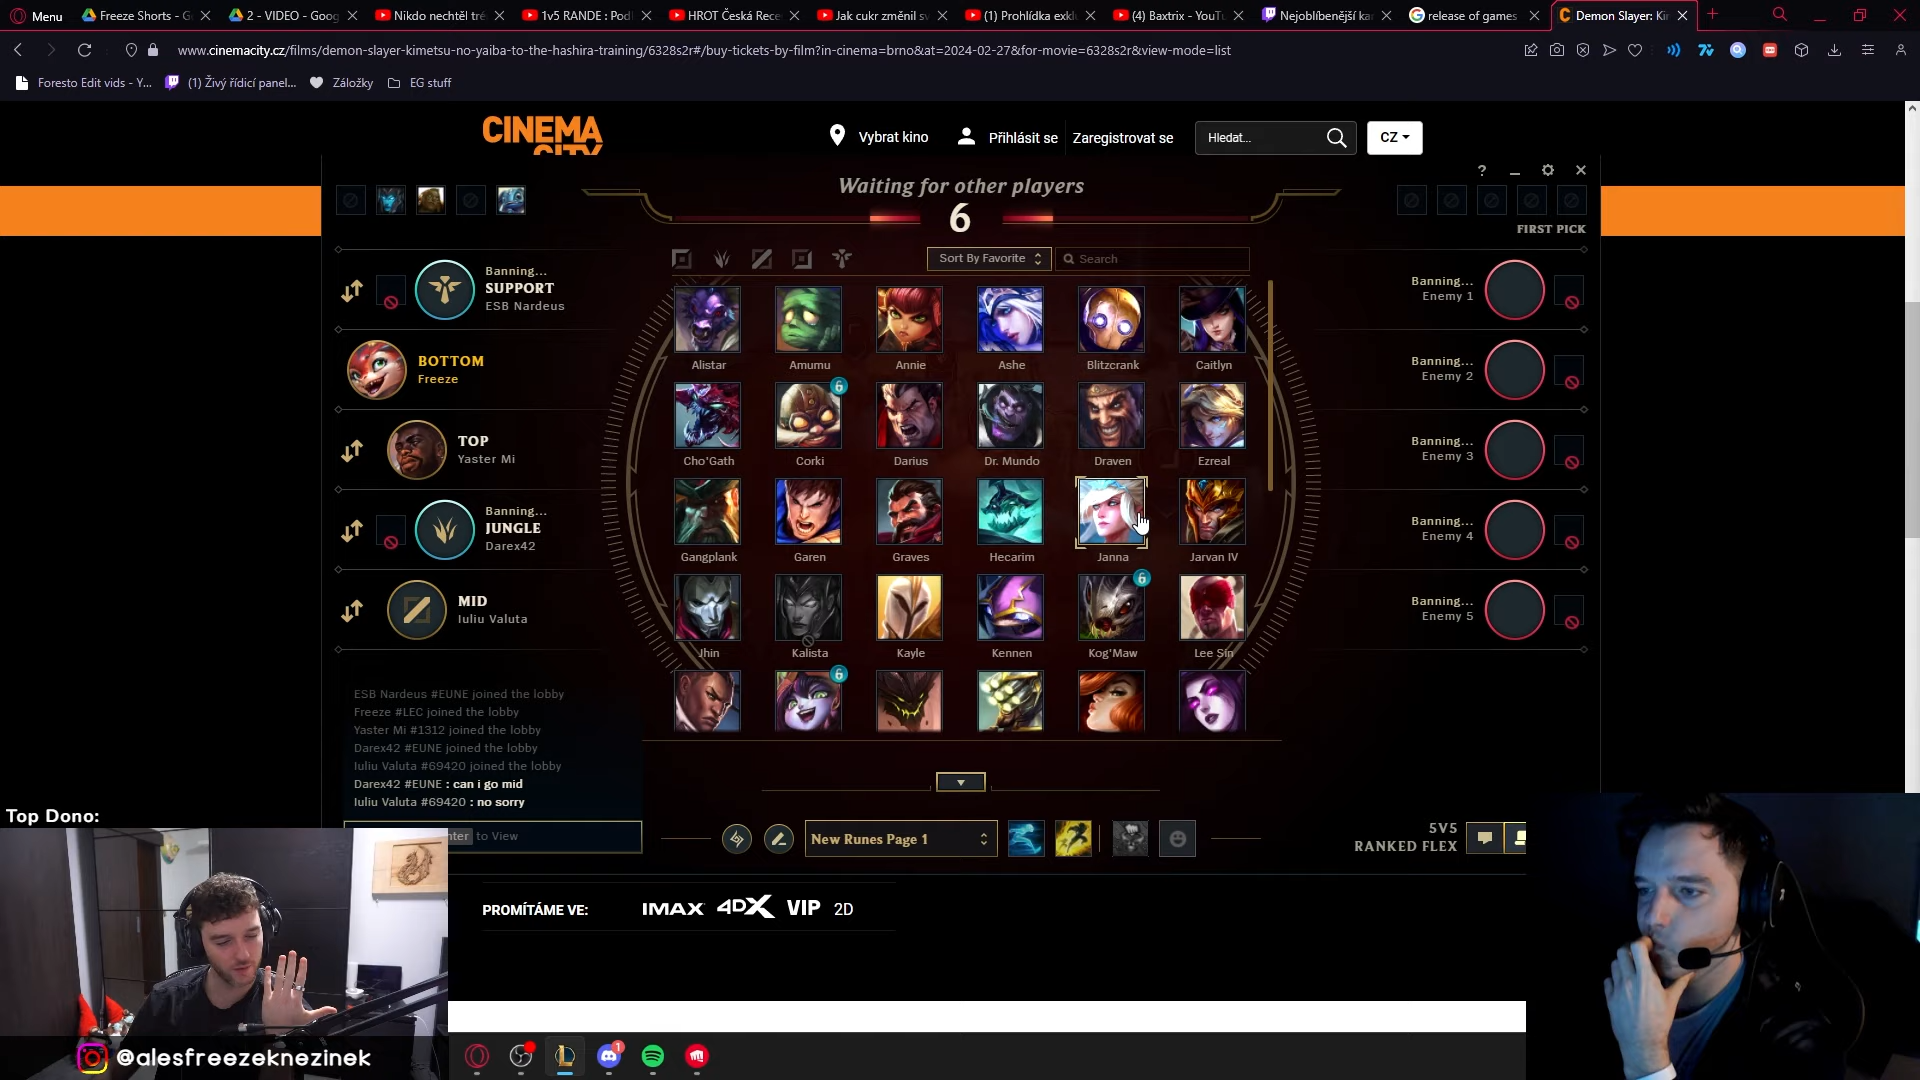 Menu
Freeze Shorts - G
2 - VIDEO - Goog
Nikdo nechtěl tré
1v5 RANDE : Pod
HROT Česká Rece
Jak cukr změnil sv
(1) Prohlídka exkl
(4) Baxtrix - YouTu
Nejoblíbenější ka
release of games
Demon Slayer: Ki
www.cinemacity.cz/films/demon-slayer-kimetsu-no-yaiba-to-the-hashira-training/6328s2r#/buy-tickets-by-film?in-cinema=brno&at=2024-02-27&for-movie=6328s2r&view-mode=list
Foresto Edit vids - Y...
(1) Živý řídicí panel...
Záložky
EG stuff
CINEMA
CITY
Vybrat kino
Přihlásit se
Zaregistrovat se
Hledat...
CZ
Waiting for other players
6
FIRST PICK
Sort By Favorite
Search
Banning...
SUPPORT
ESB Nardeus
BOTTOM
Freeze
TOP
Yaster Mi
Banning...
JUNGLE
Darex42
MID
Iuliu Valuta
Alistar
Amumu
Annie
Ashe
Blitzcrank
Caitlyn
Cho'Gath
Corki
Darius
Dr. Mundo
Draven
Ezreal
Gangplank
Garen
Graves
Hecarim
Janna
Jarvan IV
Jhin
Kalista
Kayle
Kennen
Kog'Maw
Lee Sin
Banning...
Enemy 1
Banning...
Enemy 2
Banning...
Enemy 3
Banning...
Enemy 4
Banning...
Enemy 5
ESB Nardeus #EUNE joined the lobby
Freeze #LEC joined the lobby
Yaster Mi #1312 joined the lobby
Darex42 #EUNE joined the lobby
Iuliu Valuta #69420 joined the lobby
Darex42 #EUNE : can i go mid
Iuliu Valuta #69420 : no sorry
nter to View
Top Dono:
New Runes Page 1
5V5
RANKED FLEX
PROMÍTÁME VE:
IMAX
4DX
VIP
2D
@alesfreezeknezinek
1